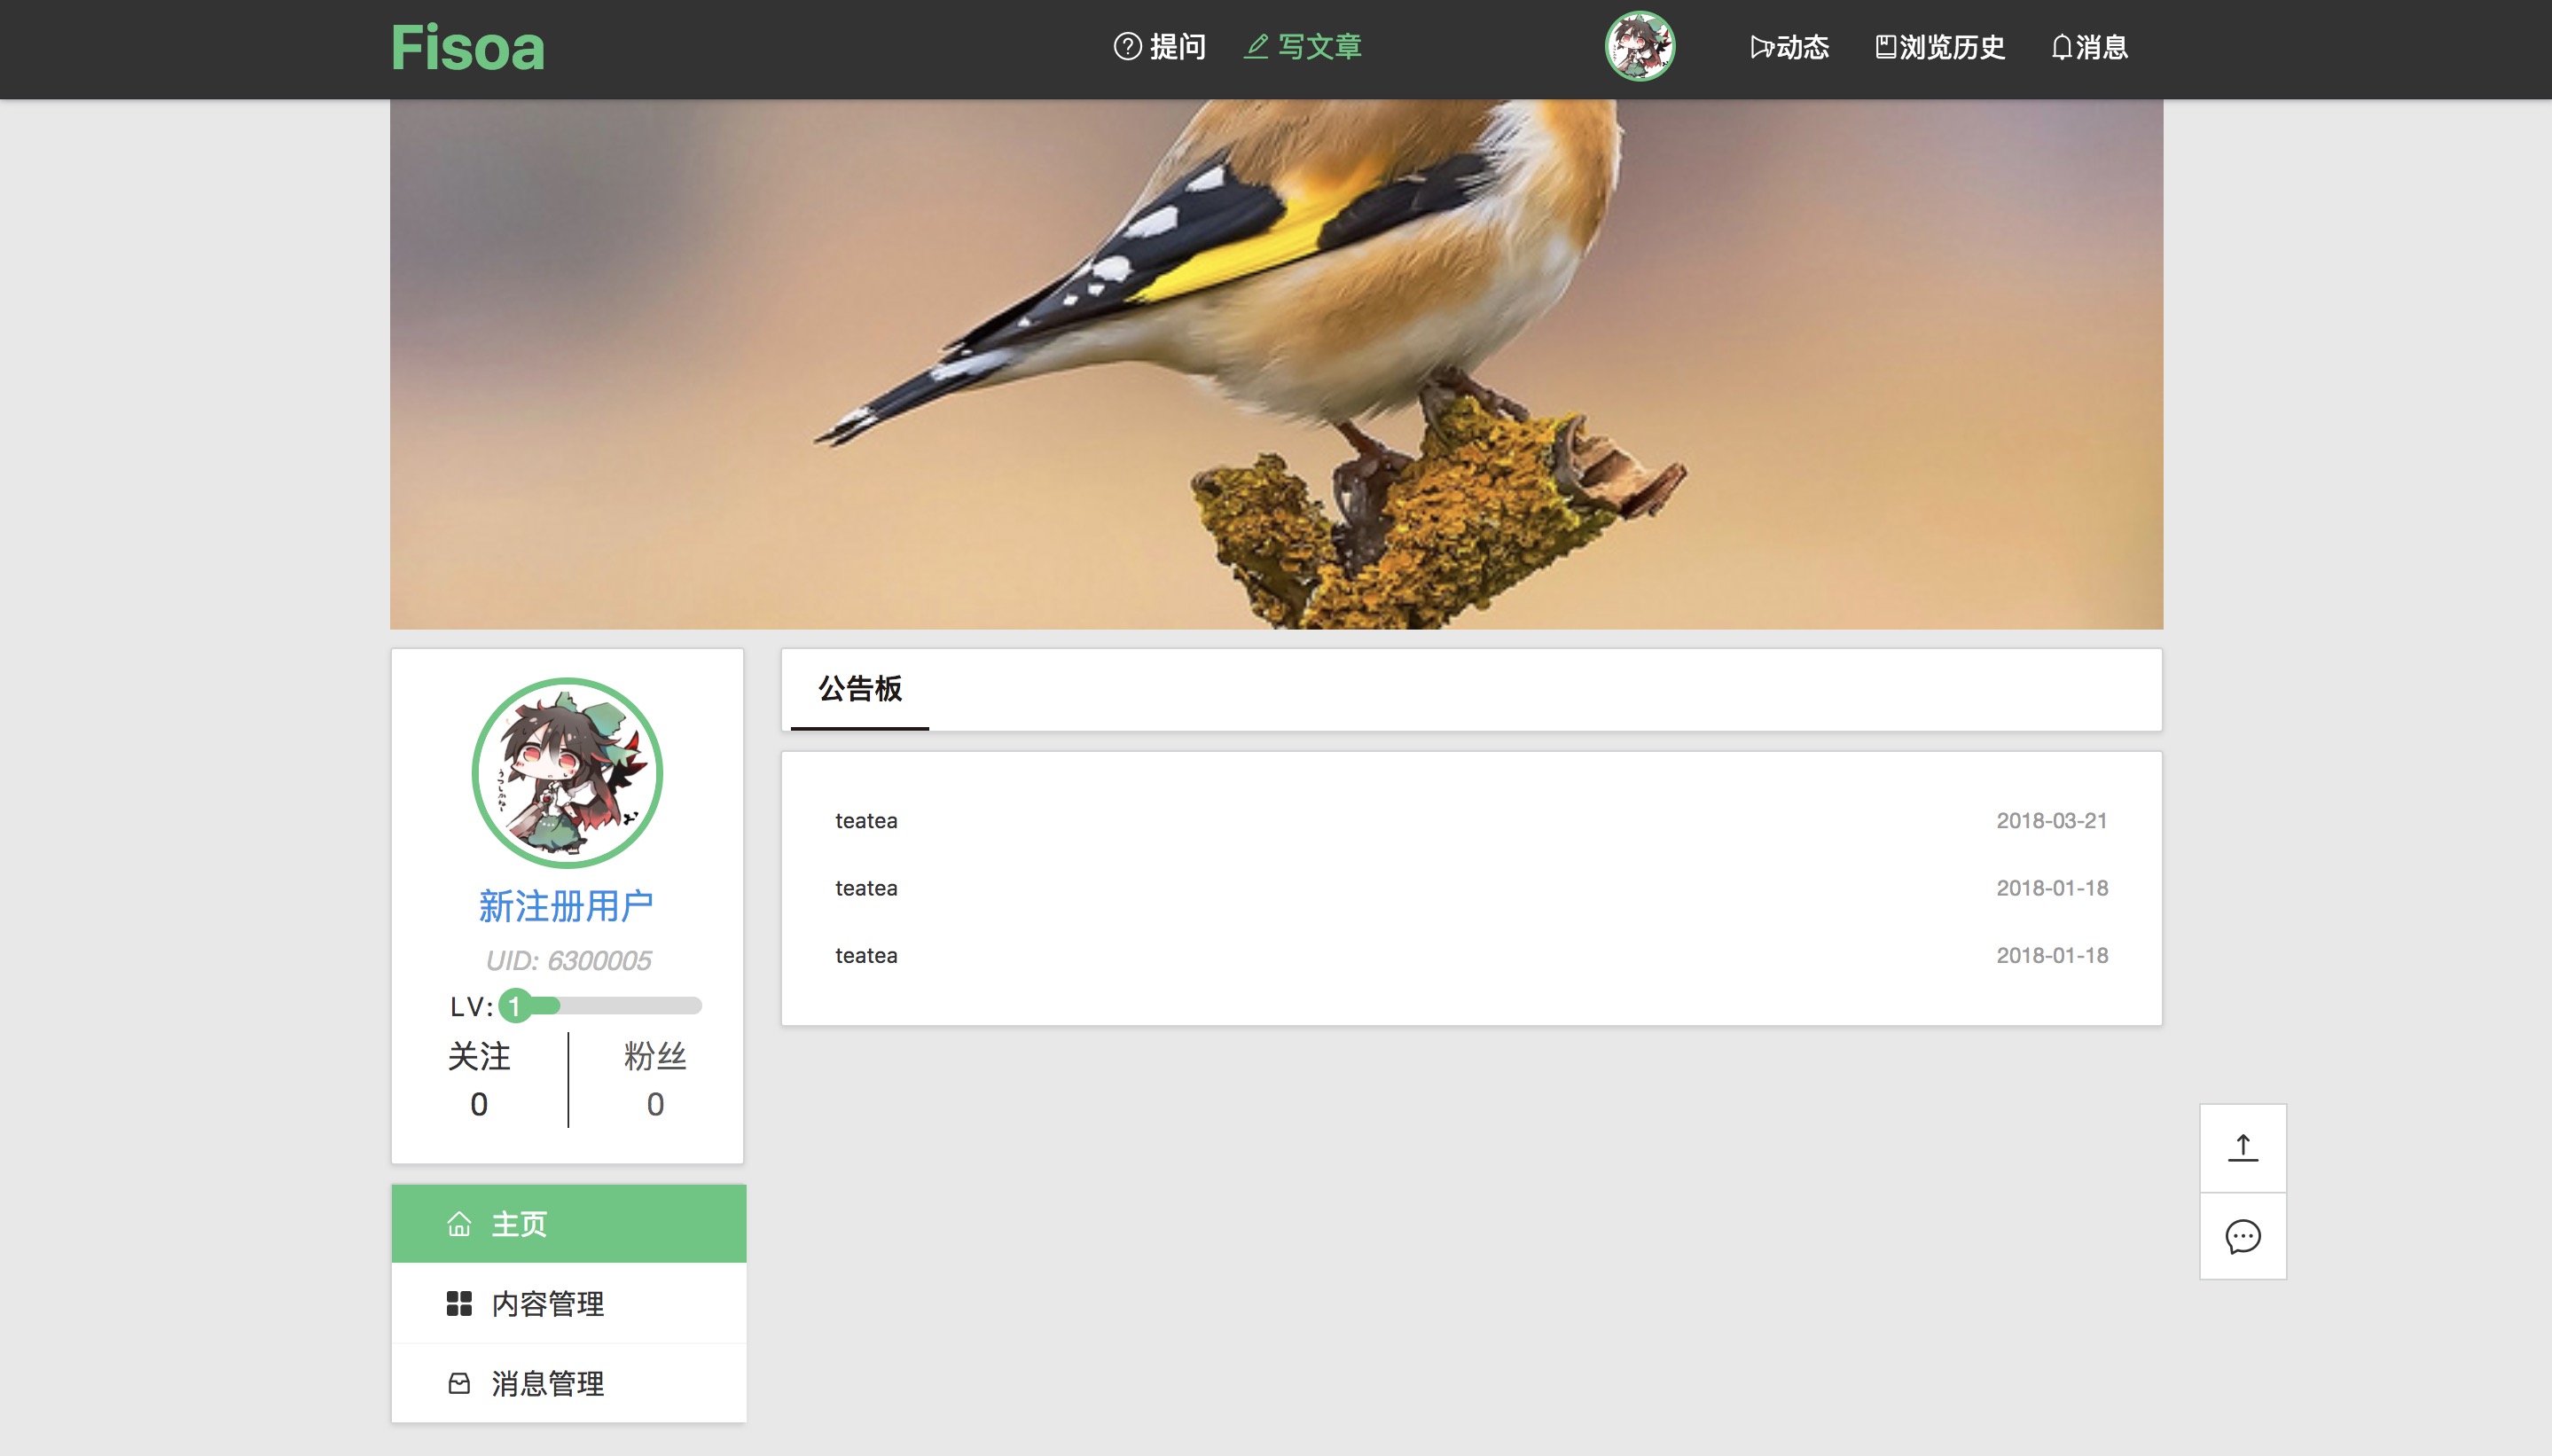 Fisoa
提问
写文章
动态
浏览历史
消息
公告板
teatea 2018-03-21
teatea 2018-01-18
teatea 2018-01-18
新注册用户
UID: 6300005
LV: 1
关注 粉丝
0 0
主页
内容管理
消息管理